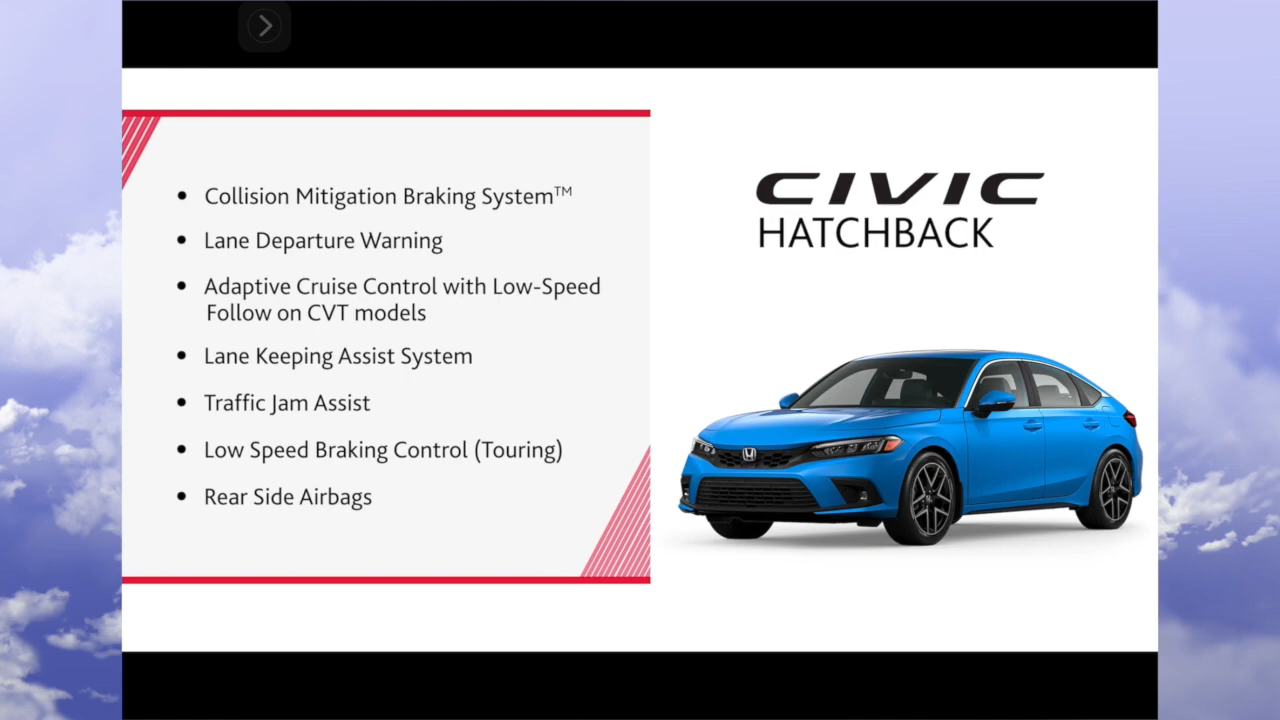 • Collision Mitigation Braking System™
• Lane Departure Warning
• Adaptive Cruise Control with Low-Speed
Follow on CVT models
• Lane Keeping Assist System
• Traffic Jam Assist
• Low Speed Braking Control (Touring)
• Rear Side Airbags
CIVIC
HATCHBACK